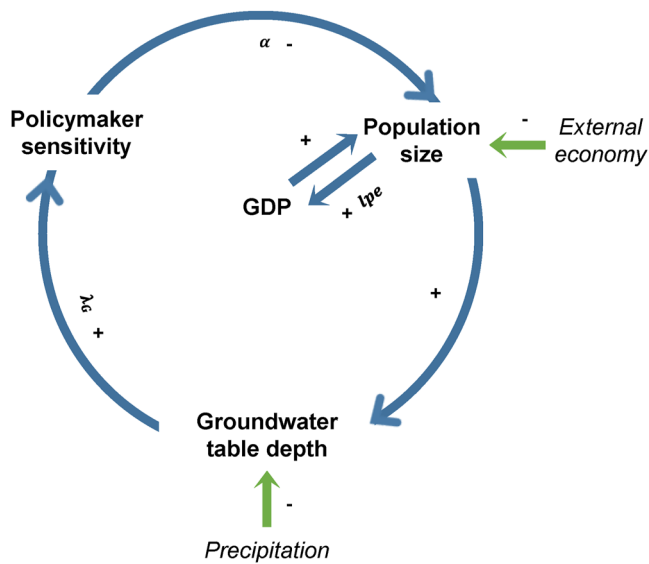 α -
Policymaker
sensitivity
Population
size
-
External
economy
+
GDP
+ lpe
+
λG
+
Groundwater
table depth
-
Precipitation